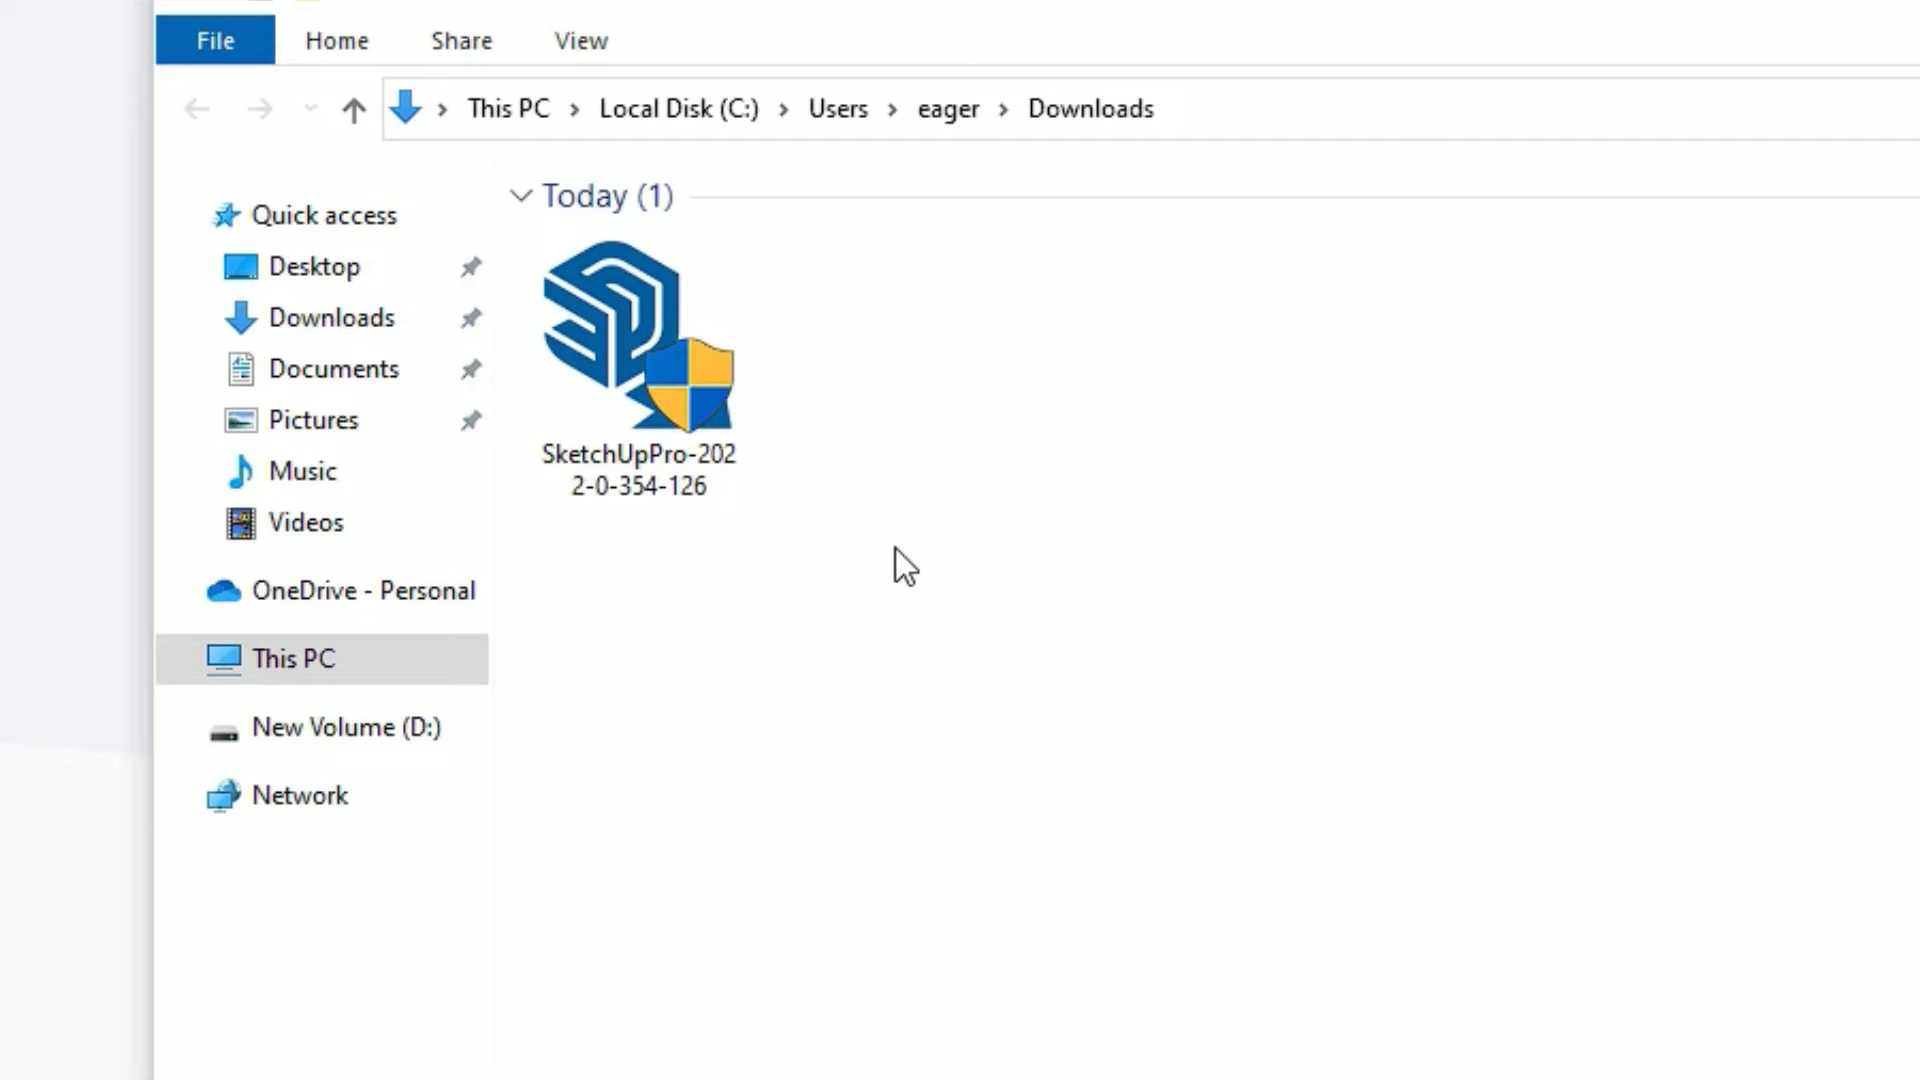 File Home Share View
This PC Local Disk (C:) Users eager Downloads
Today (1)
Quick access
Desktop
Downloads
Documents
Pictures
Music
Videos
OneDrive - Personal
This PC
New Volume (D:)
Network
SketchUpPro-202
2-0-354-126